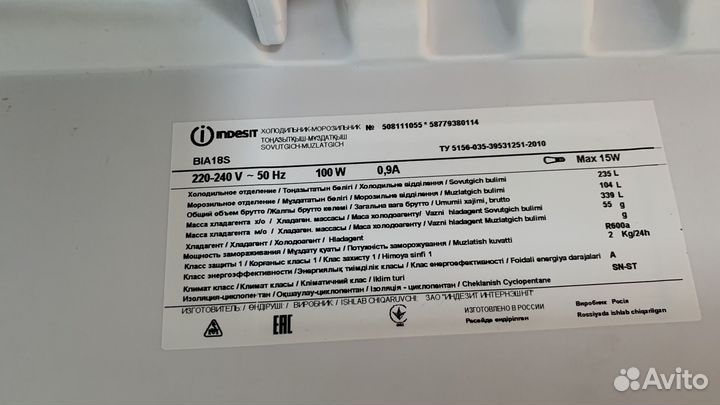 INDESIT ХОЛОДИЛЬНИК-МОРОЗИЛЬНИК № 508111055 * 58779380114
ТОҢАЗЫТҚЫШ-МҰЗДАТҚЫШ
SOVUTGICH-MUZLATGICH
BIA18S ТУ 5156-035-39531251-2010
220-240 V ~ 50 Hz 100 W 0,9A Max 15W
Холодильное отделение / Тоңазытатын бөлігі / Холодильне відділення / Sovutgich bulimi 235 L
Морозильное отделение / Мұздататын бөлігі / Морозильне відділення / Muzlatgich bulimi 104 L
Общий объем брутто /Жалпы брутто көлемі / Загальна вага брутто / Umumii xajmi, brutto 339 L
Масса хладагента х/о / Хладагент массасы / Маса холодоагенту/ Vazni hladagent Sovutgich bulimi 55 g
Масса хладагента м/о / Хладагент массасы / Маса холодоагенту/ Vazni hladagent Muzlatgich bulimi g
Хладагент / Хладагент / Холодоагент / Hladagent R600a
Мощность замораживания / Мұздату қуаты / Потужність заморожування / Muzlatish kuvatti 2 Kg/24h
Класс защиты 1 / Корғаныс класы 1 / Клас захисту 1 / Himoya sinfi 1
Класс энергоэффективности / Энергиялық тиімділік класы / Клас енергоефективності / Foidali energiya darajalari A
Климат класс / Климат класы / Кліматичний клас / Iklim turi SN-ST
Изоляция-циклопентан / Оқшаулау-циклопентан / Ізоляція - циклопентан / Cheklanish Cyclopentane
ИЗГОТОВИТЕЛЬ / ӨНДІРУШІ / ВИРОБНИК / ISHLAB CHIQARUVCHI: ЗАО "ИНДЕЗИТ ИНТЕРНЭШНЛ"
EAC ИЗГОТОВЛЕНО В РОССИИ Виробник Росія
Ресейде өндірілген Rossiyada ishlab chiqarilgan
Avito